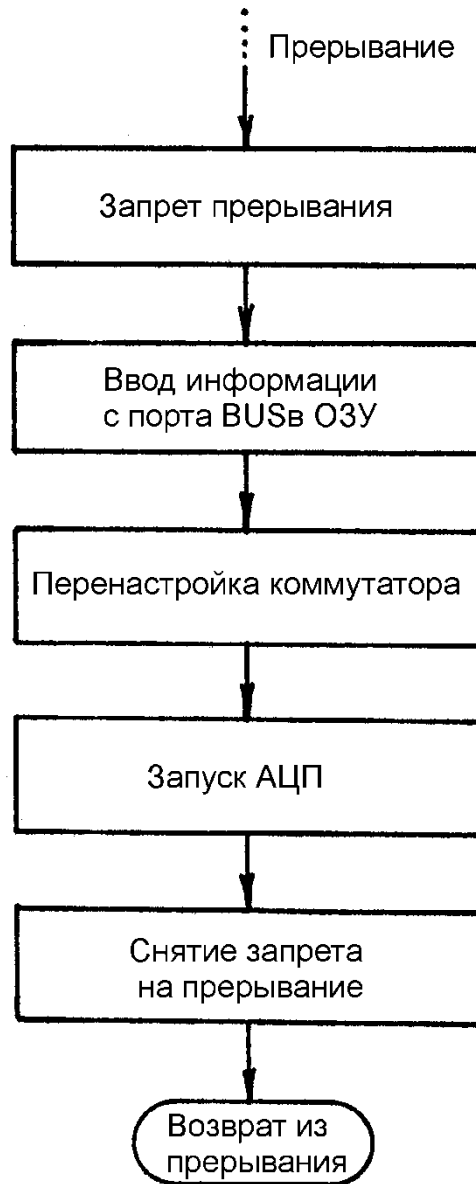 Прерывание
Запрет прерывания
Ввод информации
с порта BUSв ОЗУ
Перенастройка коммутатора
Запуск АЦП
Снятие запрета
на прерывание
Возврат из
прерывания